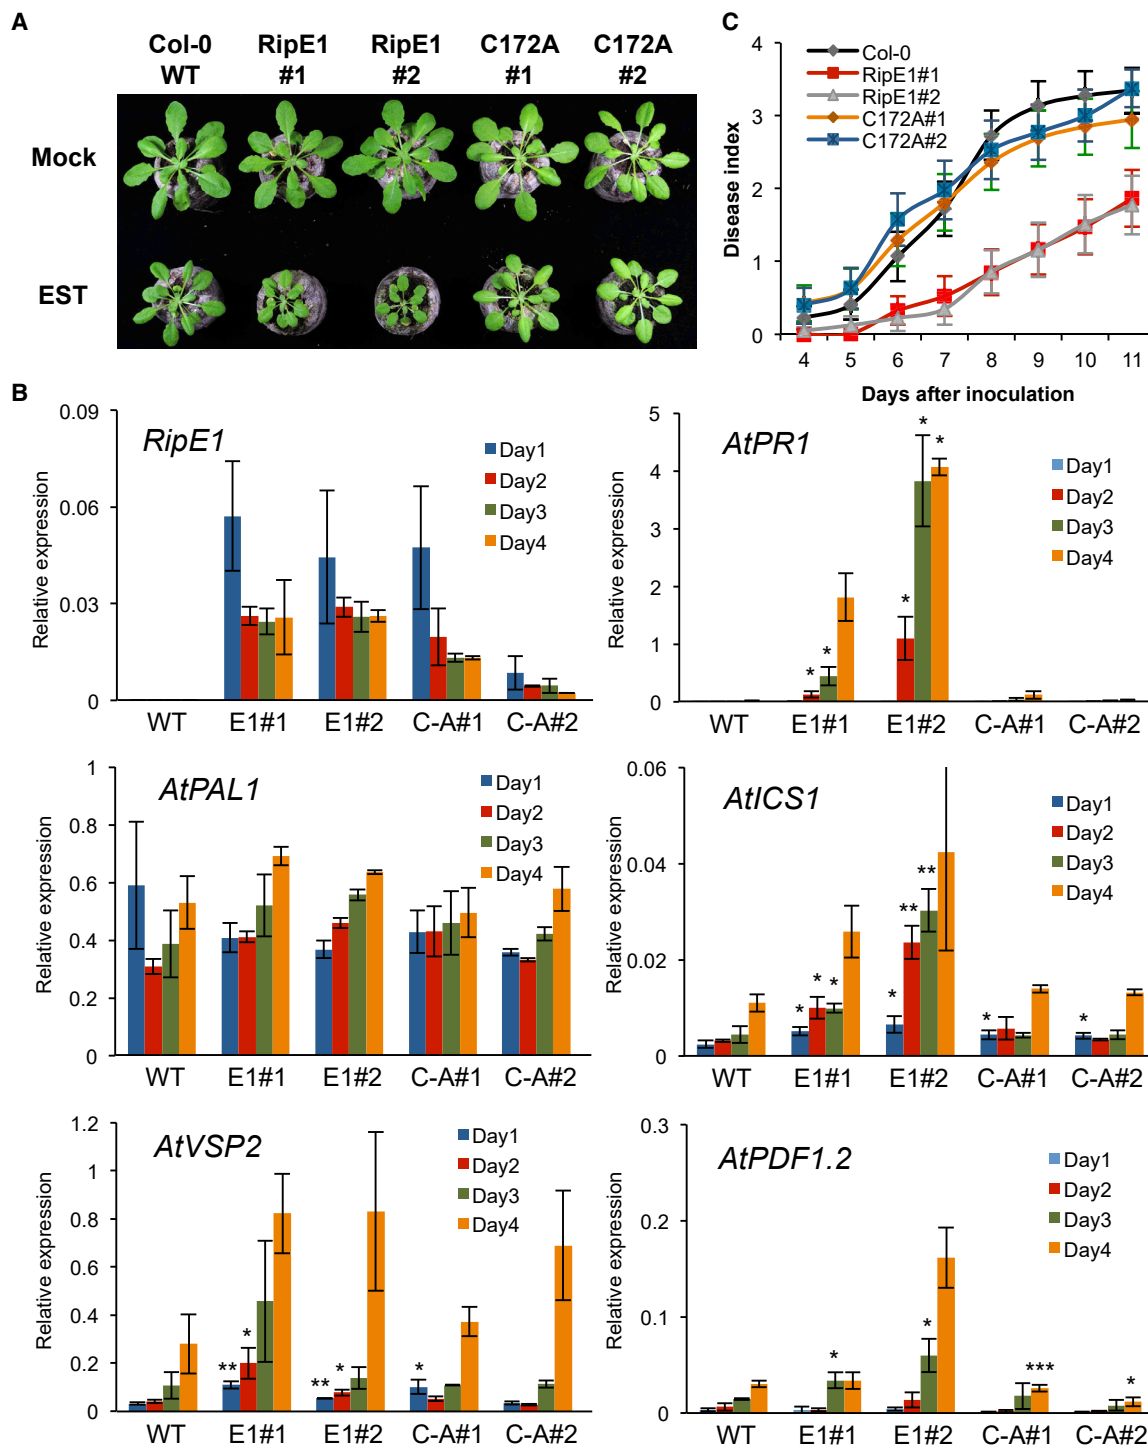 A
Col-0 RipE1 RipE1 C172A C172A
WT #1 #2 #1 #2
Mock
EST
C
4
3
2
1
0
Disease index
Col-0
RipE1#1
RipE1#2
C172A#1
C172A#2
4 5 6 7 8 9 10 11
Days after inoculation
B
RipE1
Relative expression
0.09
0.06
0.03
0
Day1
Day2
Day3
Day4
WT E1#1 E1#2 C-A#1 C-A#2
AtPR1
Relative expression
5
4
3
2
1
0
Day1
Day2
Day3
Day4
* * * * *
WT E1#1 E1#2 C-A#1 C-A#2
AtPAL1
Relative expression
1
0.8
0.6
0.4
0.2
0
Day1
Day2
Day3
Day4
WT E1#1 E1#2 C-A#1 C-A#2
AtICS1
Relative expression
0.06
0.04
0.02
0
Day1
Day2
Day3
Day4
* * * * ** ** * *
WT E1#1 E1#2 C-A#1 C-A#2
AtVSP2
Relative expression
1.2
1
0.8
0.6
0.4
0.2
0
Day1
Day2
Day3
Day4
** * ** * *
WT E1#1 E1#2 C-A#1 C-A#2
AtPDF1.2
Relative expression
0.3
0.2
0.1
0
Day1
Day2
Day3
Day4
* * *** *
WT E1#1 E1#2 C-A#1 C-A#2